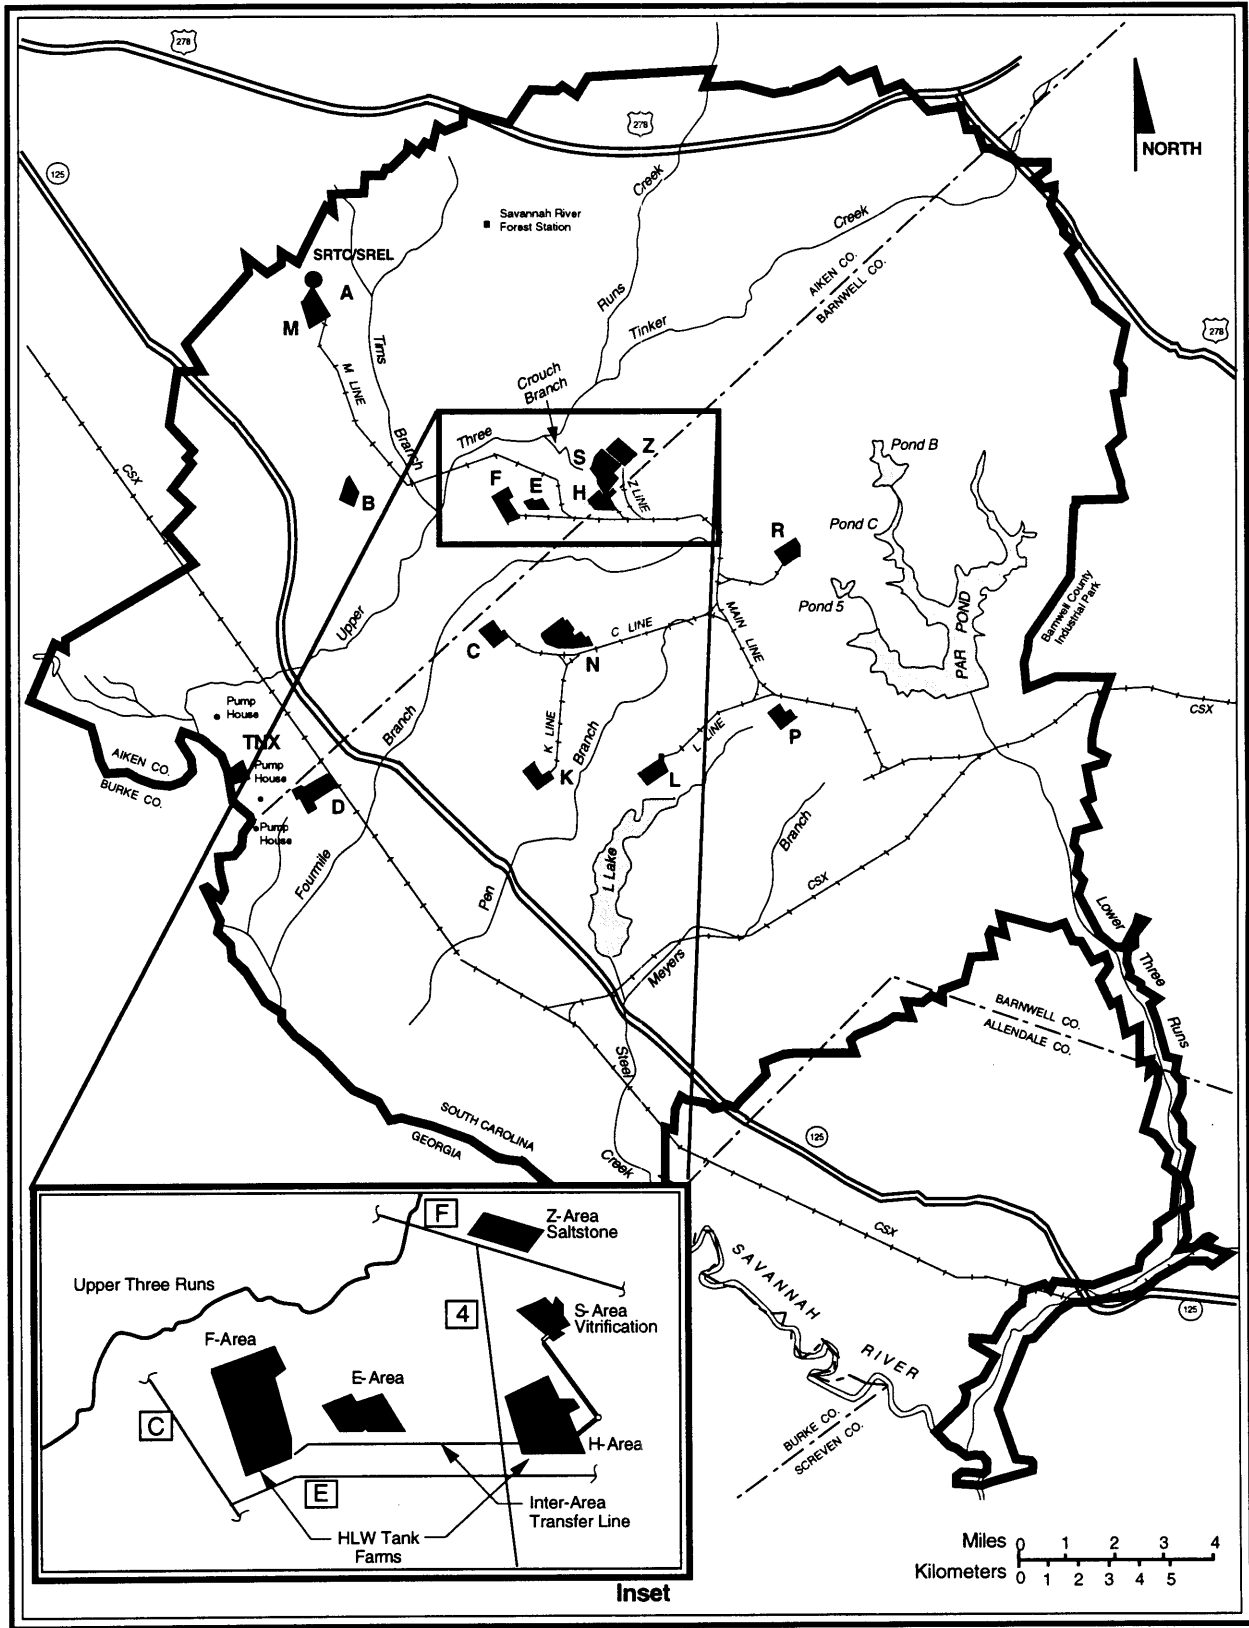 278
278
125
NORTH
Savannah River
Forest Station
Creek
Creek
SRTC/SREL
A
M
AIKEN CO.
BARNWELL CO.
Runs
Tinker
278
Tims
M LINE
Crouch
Branch
CSX
Branch
Three
S
Z
Pond B
F
E
H
Z LINE
B
Pond C
R
Pond 5
Barnwell County
Industrial Park
Upper
MAIN LINE
PAR POND
C LINE
C
N
Pump
House
Branch
K LINE
Branch
L LINE
P
CSX
TNX
AIKEN CO.
BURKE CO.
Pump
House
D
K
L
Pump
House
Branch
Fourmile
Pen
L Lake
CSX
Lower
Three
Runs
Meyers
BARNWELL CO.
ALLENDALE CO.
Steel
SOUTH CAROLINA
GEORGIA
125
Creek
CSX
SAVANNAH
RIVER
125
BURKE CO.
SCREVEN CO.
F
Z-Area
Saltstone
Upper Three Runs
4
S-Area
Vitrification
F-Area
E-Area
C
H-Area
E
Inter-Area
Transfer Line
HLW Tank
Farms
Inset
Miles 0 1 2 3 4
Kilometers 0 1 2 3 4 5